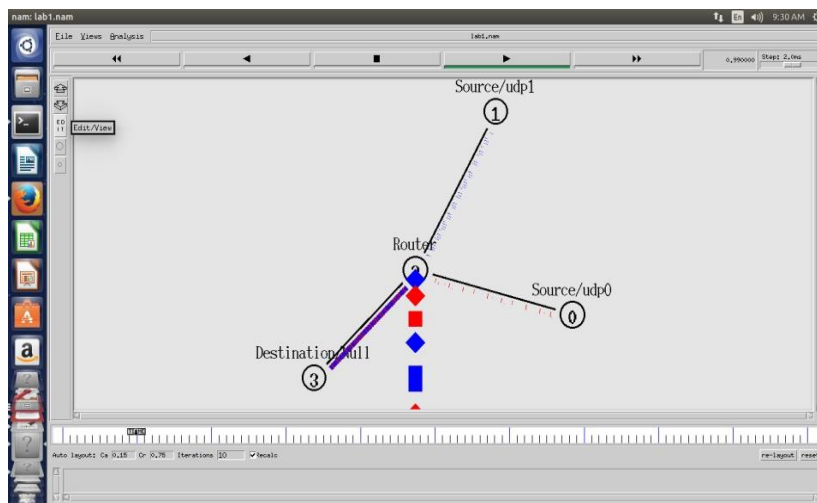 nam: lab1.nam
En
9:30 AM
File Views Analysis
lab1.nam
0.990000
Step: 2.0ms
Edit/View
Source/udp1
1
Router
Source/udp0
0
Destination/Null
3
Auto layout: Ca 0.15 Cr 0.75 Iterations 10 Recalc
re-layout
reset